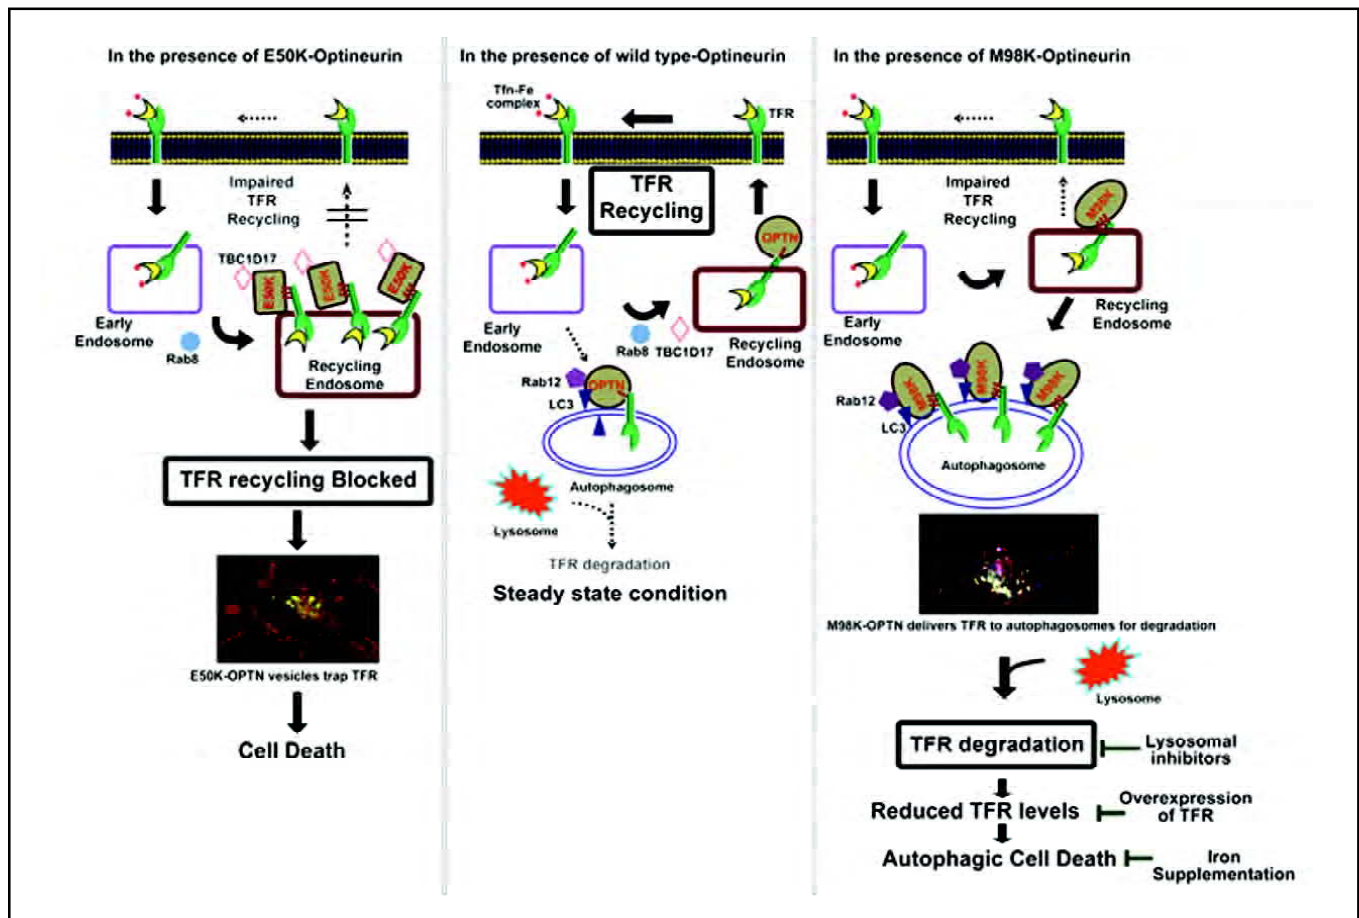 In the presence of E50K-Optineurin
Impaired
TFR
Recycling
TBC1D17
E50K
E50K
E50K
Early
Endosome
Rab8
Recycling
Endosome
TFR recycling Blocked
E50K-OPTN vesicles trap TFR
Cell Death
In the presence of wild type-Optineurin
Tfn-Fe
complex
TFR
TFR
Recycling
OPTN
Early
Endosome
Rab8
TBC1D17
Recycling
Endosome
Rab12
OPTN
LC3
Autophagosome
Lysosome
TFR degradation
Steady state condition
In the presence of M98K-Optineurin
Impaired
TFR
Recycling
M98K
Early
Endosome
Recycling
Endosome
M98K
M98K
M98K
Rab12
LC3
Autophagosome
M98K-OPTN delivers TFR to autophagosomes for degradation
Lysosome
TFR degradation
Lysosomal
inhibitors
Reduced TFR levels
Overexpression
of TFR
Autophagic Cell Death
Iron
Supplementation